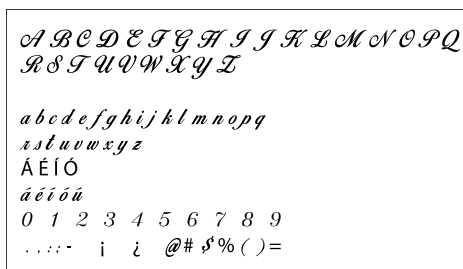 A B C D E F G H I J K L M N O P Q
R S T U V W X Y Z
a b c d e f g h i j k l m n o p q
r s t u v w x y z
Á É Í Ó
á é í ó ú
0 1 2 3 4 5 6 7 8 9
. , : ; - ¡ ¿ @ # $ % ( ) =